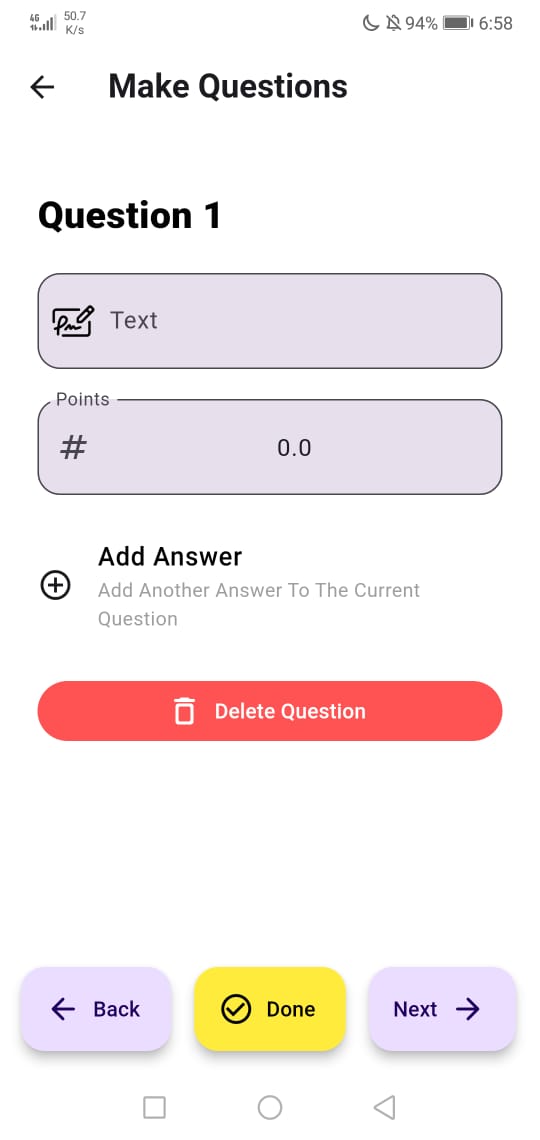 4G 50.7 K/s 94% 6:58
Make Questions
Question 1
Text
Points
# 0.0
Add Answer
Add Another Answer To The Current
Question
Delete Question
Back Done Next